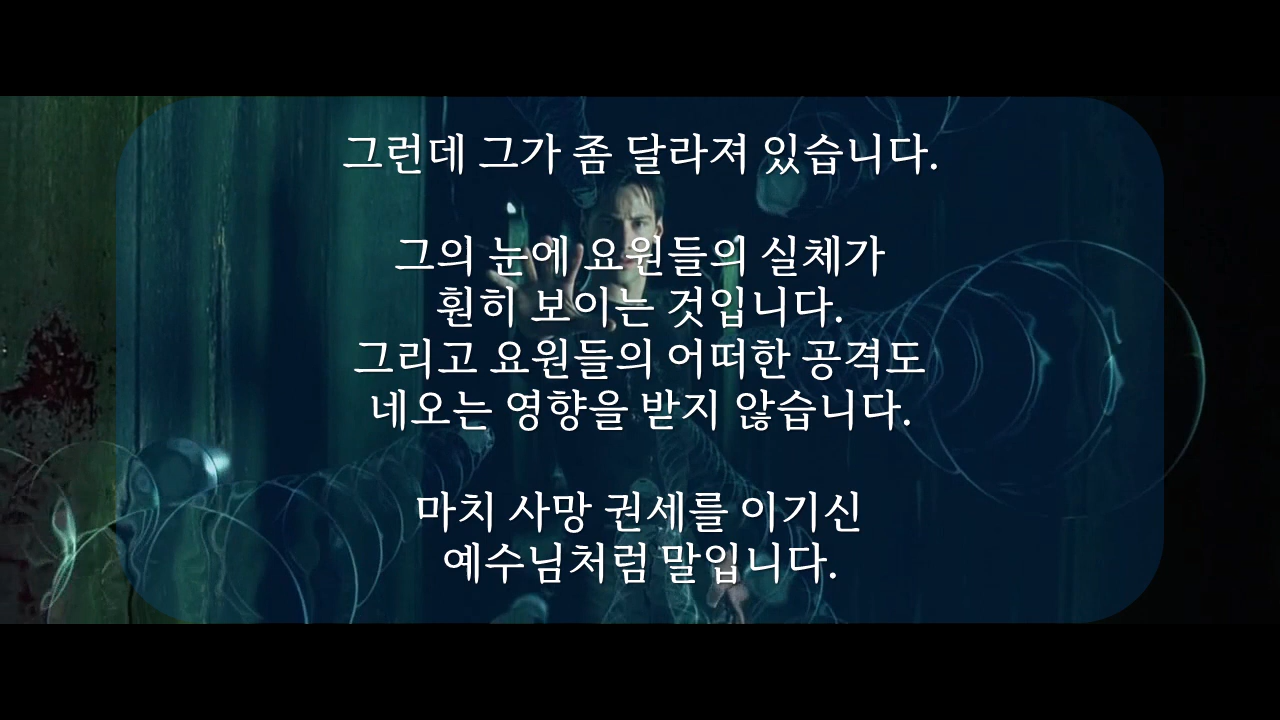 그런데 그가 좀 달라져 있습니다.
그의 눈에 요원들의 실체가
훤히 보이는 것입니다.
그리고 요원들의 어떠한 공격도
네오는 영향을 받지 않습니다.
마치 사망 권세를 이기신
예수님처럼 말입니다.